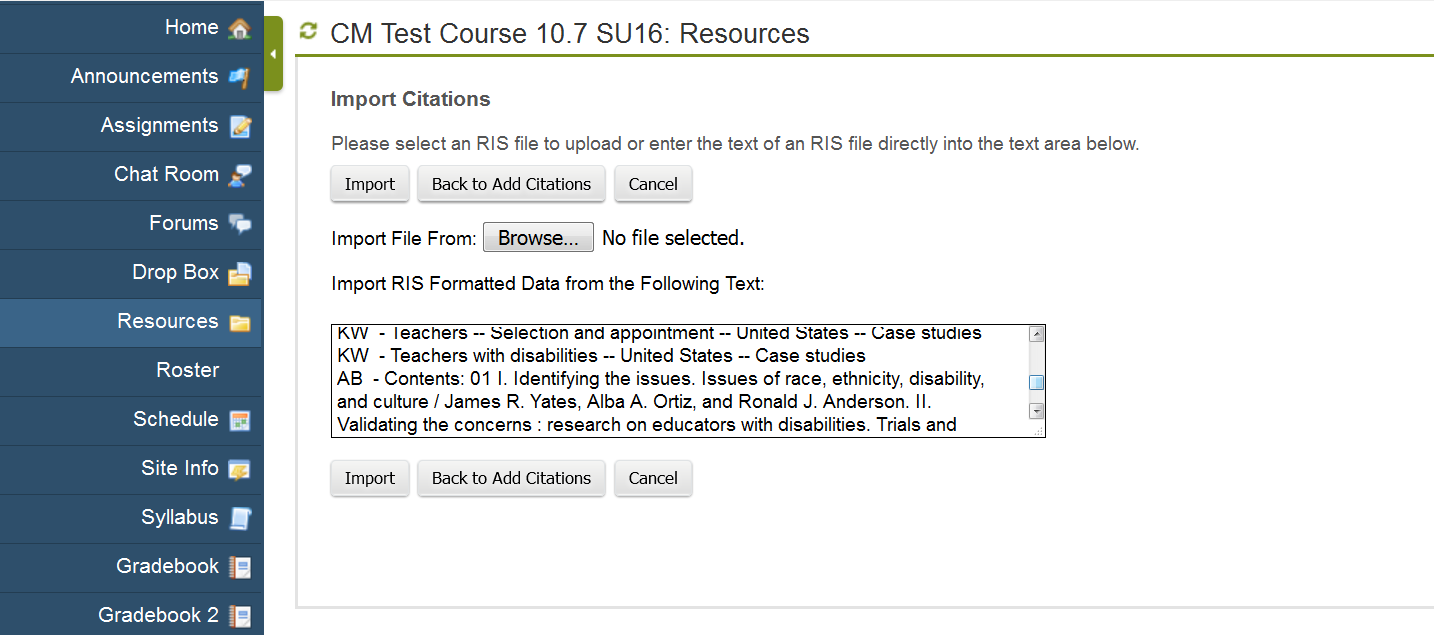 Home
Announcements
Assignments
Chat Room
Forums
Drop Box
Resources
Roster
Schedule
Site Info
Syllabus
Gradebook
Gradebook 2
CM Test Course 10.7 SU16: Resources
Import Citations
Please select an RIS file to upload or enter the text of an RIS file directly into the text area below.
Import Back to Add Citations Cancel
Import File From: Browse... No file selected.
Import RIS Formatted Data from the Following Text:
KW - Teachers -- Selection and appointment -- United States -- Case studies
KW - Teachers with disabilities -- United States -- Case studies
AB - Contents: 01 I. Identifying the issues. Issues of race, ethnicity, disability,
and culture / James R. Yates, Alba A. Ortiz, and Ronald J. Anderson. II.
Validating the concerns : research on educators with disabilities. Trials and
Import Back to Add Citations Cancel